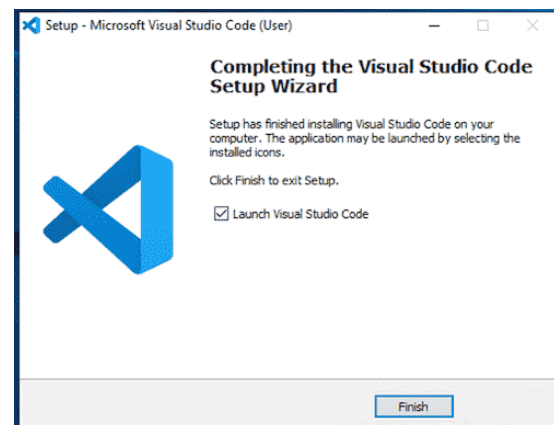 Setup - Microsoft Visual Studio Code (User)
Completing the Visual Studio Code
Setup Wizard
Setup has finished installing Visual Studio Code on your
computer. The application may be launched by selecting the
installed icons.
Click Finish to exit Setup.
Launch Visual Studio Code
Finish